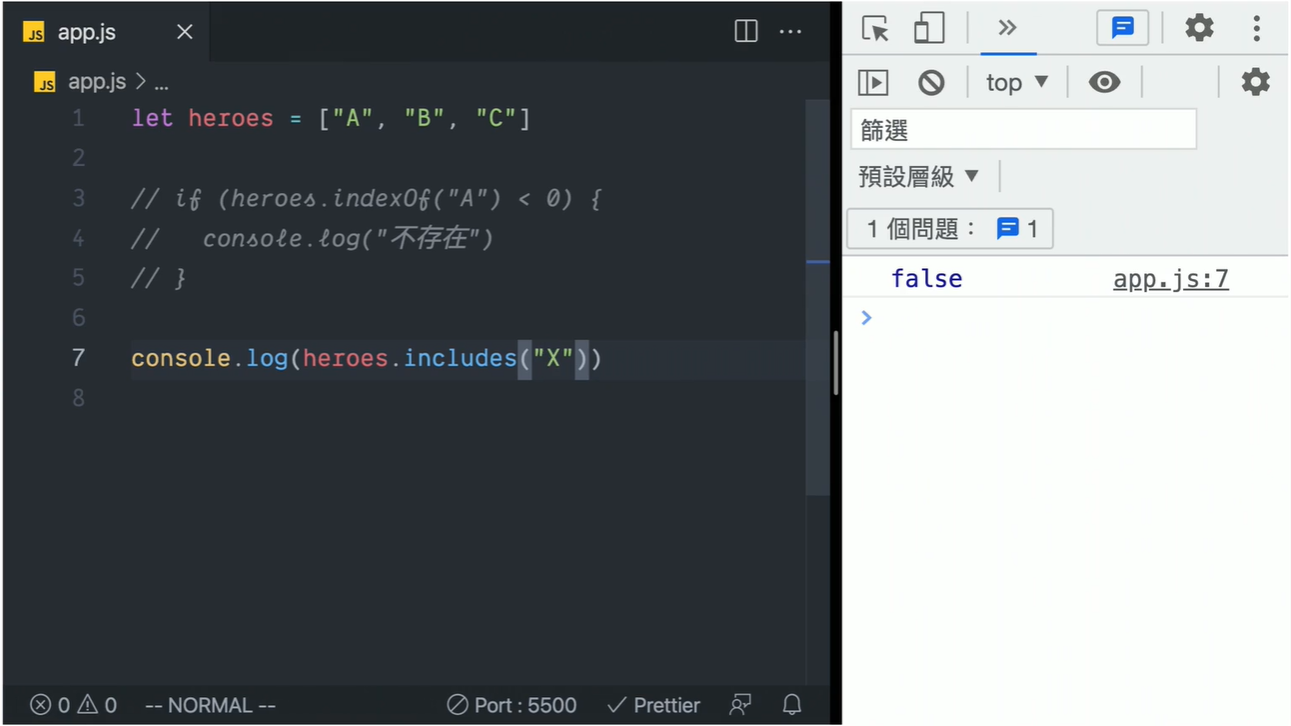 JS app.js
JS app.js > ...
1 let heroes = ["A", "B", "C"]
2
3 // if (heroes.indexOf("A") < 0) {
4 //   console.log("不存在")
5 // }
6
7 console.log(heroes.includes("X"))
8
0 0 -- NORMAL -- Port : 5500 Prettier
top
篩選
預設層級
1 個問題： 1
false app.js:7